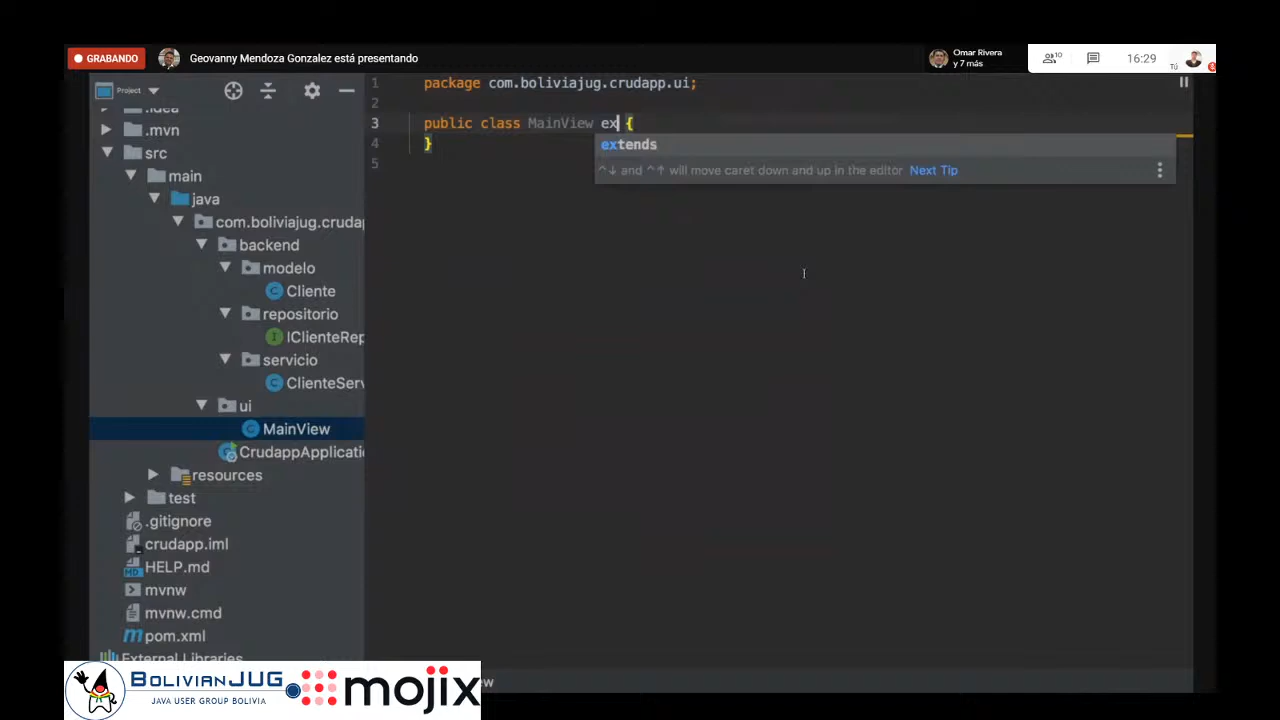 GRABANDO
Geovanny Mendoza Gonzalez está presentando
Omar Rivera
y 7 más
10
16:29
Tú
Project
.idea
.mvn
src
main
java
com.boliviajug.crudap
backend
modelo
Cliente
repositorio
IClienteRep
servicio
ClienteServ
ui
MainView
CrudappApplicati
resources
test
.gitignore
crudapp.iml
HELP.md
mvnw
mvnw.cmd
pom.xml
External Libraries
1 package com.boliviajug.crudapp.ui;
2
3 public class MainView ex {
4 }
5
extends
^↓ and ^↑ will move caret down and up in the editor Next Tip
BOLIVIANJUG
JAVA USER GROUP BOLIVIA
mojix